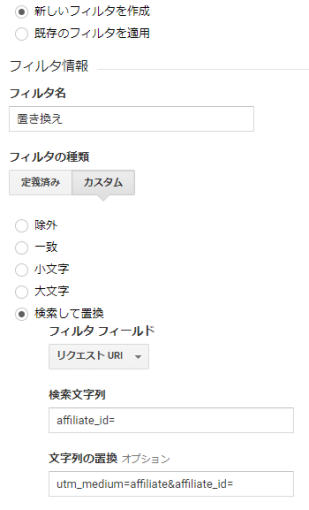 新しいフィルタを作成
既存のフィルタを適用
フィルタ情報
フィルタ名
置き換え
フィルタの種類
定義済み カスタム
除外
一致
小文字
大文字
検索して置換
フィルタ フィールド
リクエスト URI
検索文字列
affiliate_id=
文字列の置換 オプション
utm_medium=affiliate&affiliate_id=